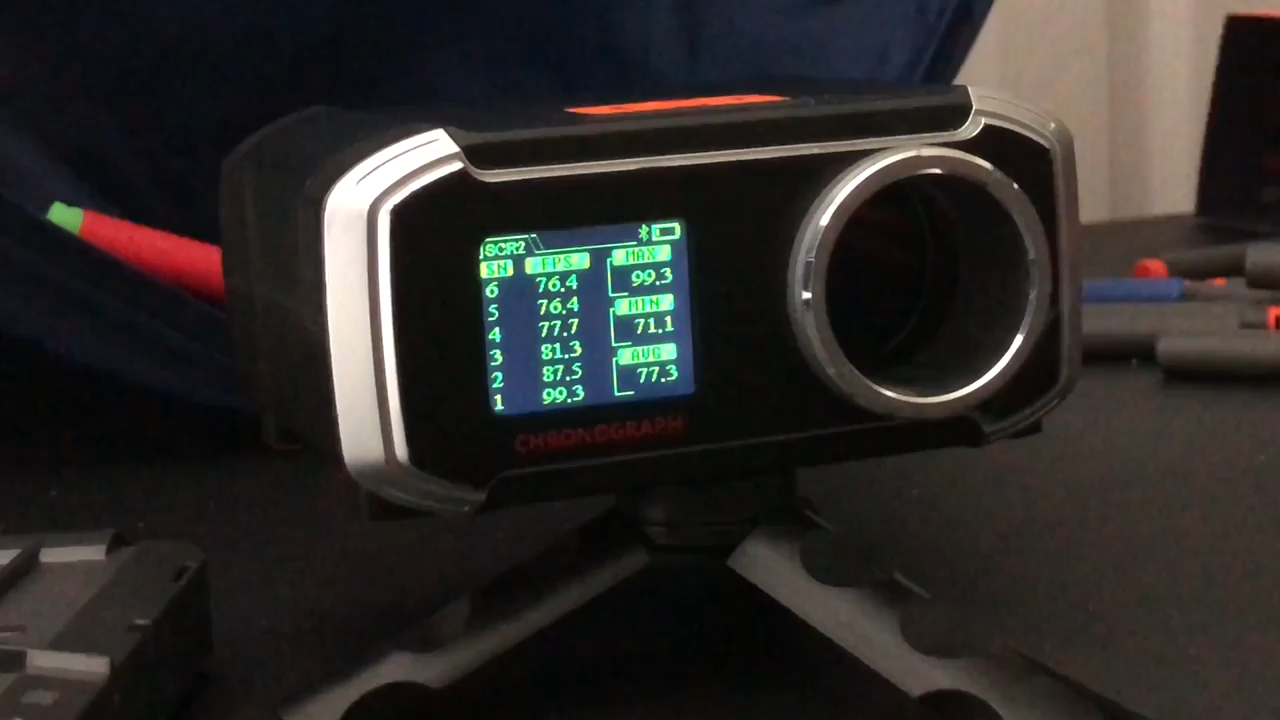 SCR2
SN FPS MAX
6 76.4 99.3
5 76.4 MIN
4 77.7 71.1
3 81.3 AVG
2 87.5 77.3
1 99.3
CHRONOGRAPH